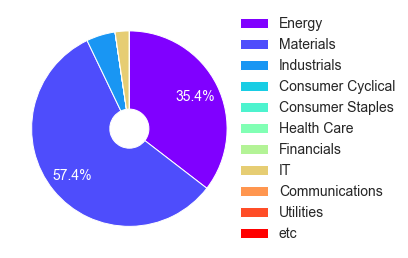 35.4%
57.4%
Energy
Materials
Industrials
Consumer Cyclical
Consumer Staples
Health Care
Financials
IT
Communications
Utilities
etc